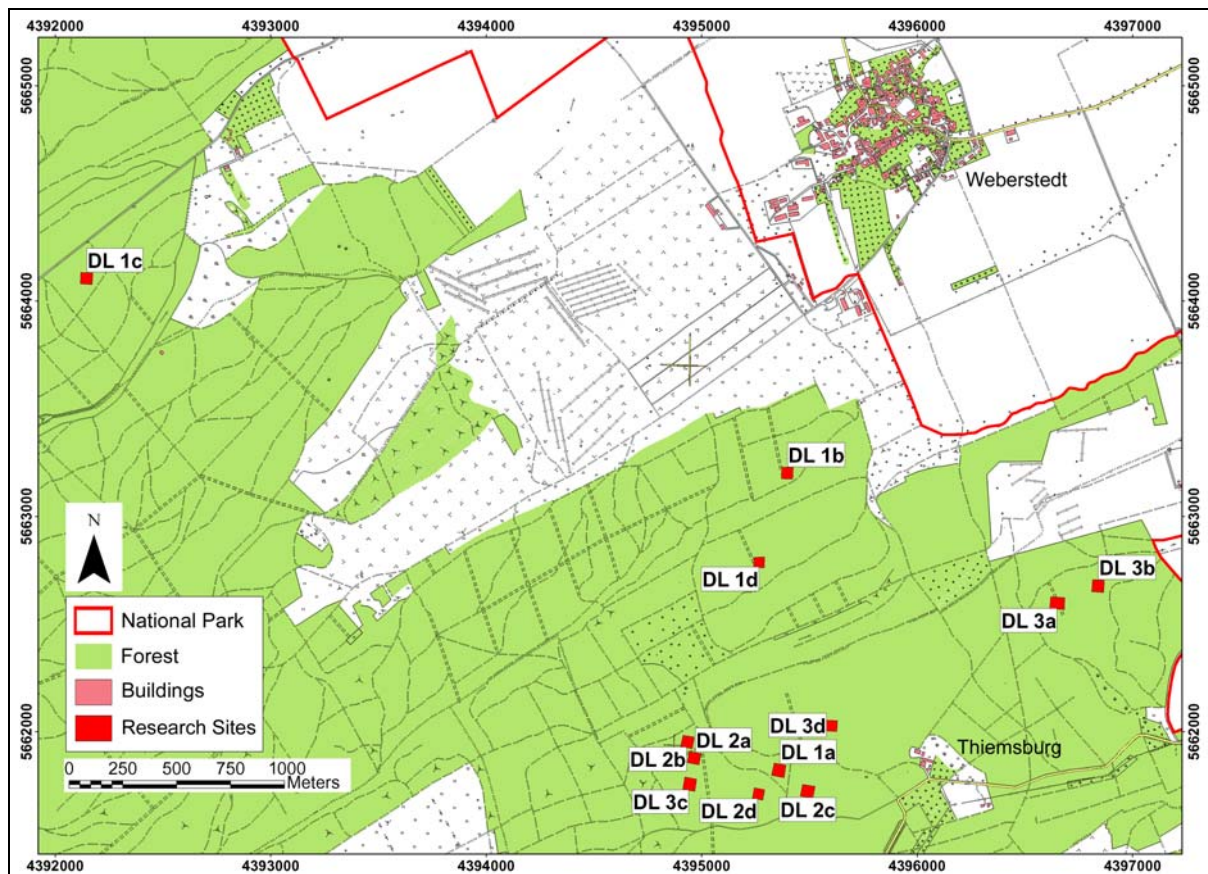 4392000 4393000 4394000 4395000 4396000 4397000
5665000 5665000
Weberstedt
DL 1c
5664000 5664000
DL 1b
5663000 5663000
N
DL 1d
DL 3b
DL 3a
National Park
Forest
Buildings
Research Sites
0 250 500 750 1000
Meters
5662000 5662000
DL 3d
DL 2a
DL 1a
Thiemsburg
DL 2b
DL 3c
DL 2d
DL 2c
4392000 4393000 4394000 4395000 4396000 4397000